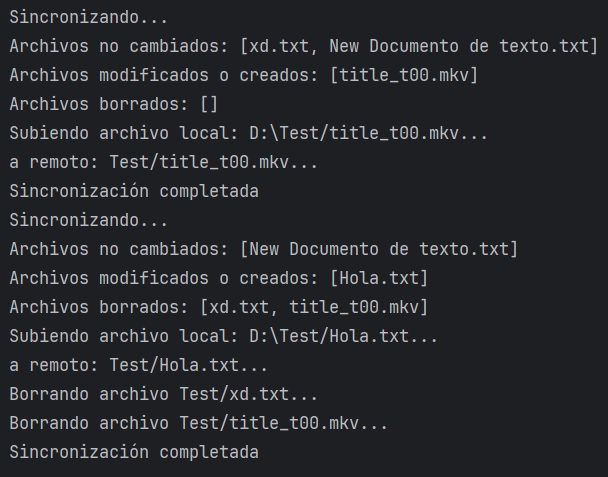 Sincronizando...
Archivos no cambiados: [xd.txt, New Documento de texto.txt]
Archivos modificados o creados: [title_t00.mkv]
Archivos borrados: []
Subiendo archivo local: D:\Test/title_t00.mkv...
a remoto: Test/title_t00.mkv...
Sincronización completada
Sincronizando...
Archivos no cambiados: [New Documento de texto.txt]
Archivos modificados o creados: [Hola.txt]
Archivos borrados: [xd.txt, title_t00.mkv]
Subiendo archivo local: D:\Test/Hola.txt...
a remoto: Test/Hola.txt...
Borrando archivo Test/xd.txt...
Borrando archivo Test/title_t00.mkv...
Sincronización completada